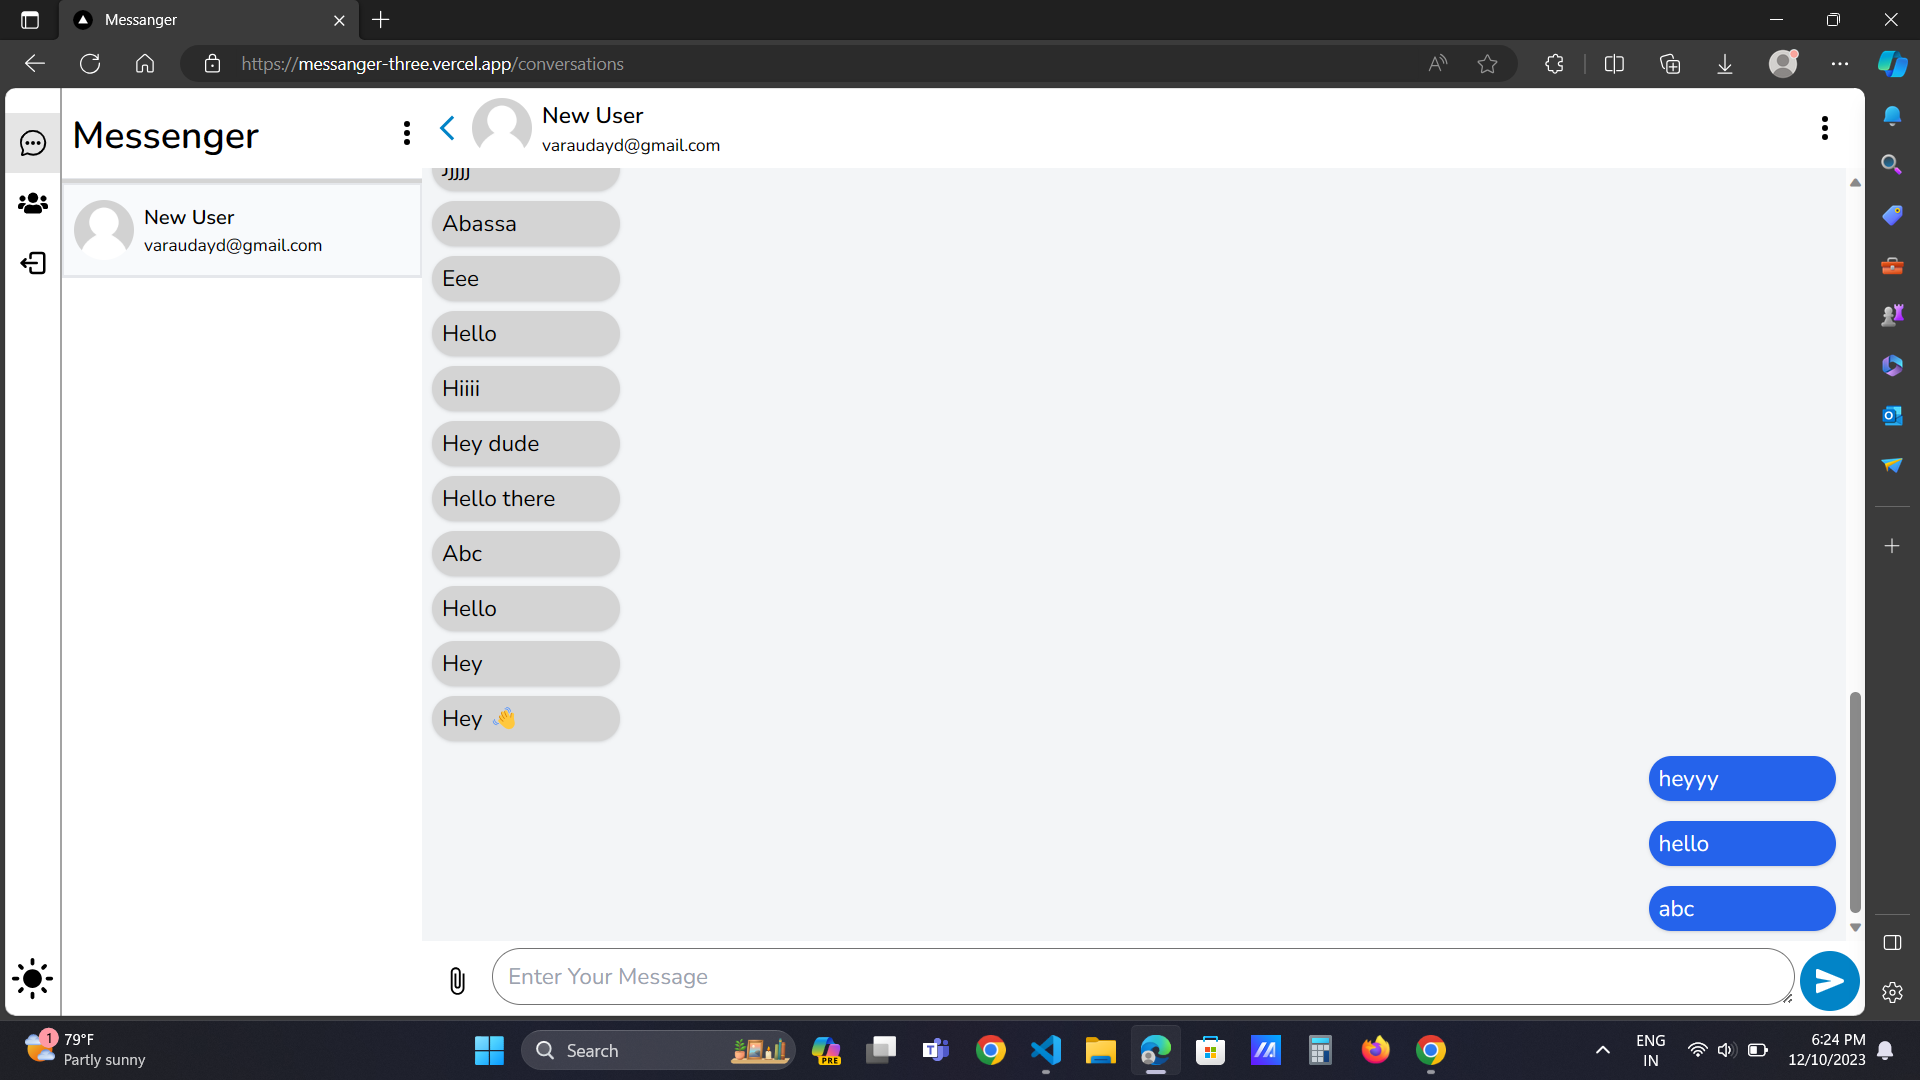 Messanger
https://messanger-three.vercel.app/conversations
Messenger
New User
varaudayd@gmail.com
New User
varaudayd@gmail.com
Abassa
Eee
Hello
Hiiii
Hey dude
Hello there
Abc
Hello
Hey
Hey 👋
heyyy
hello
abc
Enter Your Message
1
79°F
Partly sunny
Search
PRE
ENG
IN
6:24 PM
12/10/2023